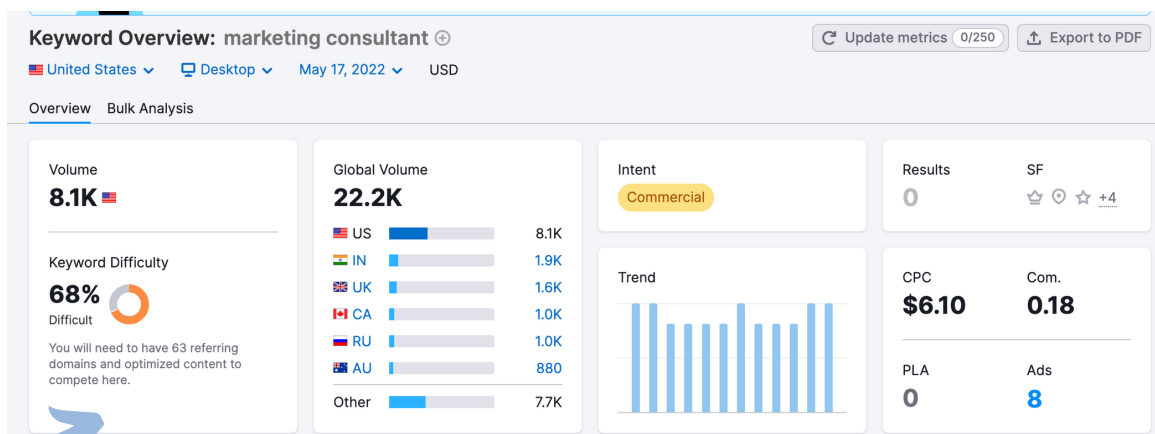 Keyword Overview: marketing consultant
Update metrics 0/250
Export to PDF
United States
Desktop
May 17, 2022
USD
Overview
Bulk Analysis
Volume
8.1K
Keyword Difficulty
68%
Difficult
You will need to have 63 referring
domains and optimized content to
compete here.
Global Volume
22.2K
US 8.1K
IN 1.9K
UK 1.6K
CA 1.0K
RU 1.0K
AU 880
Other 7.7K
Intent
Commercial
Trend
Results
0
SF
+4
CPC
$6.10
Com.
0.18
PLA
0
Ads
8